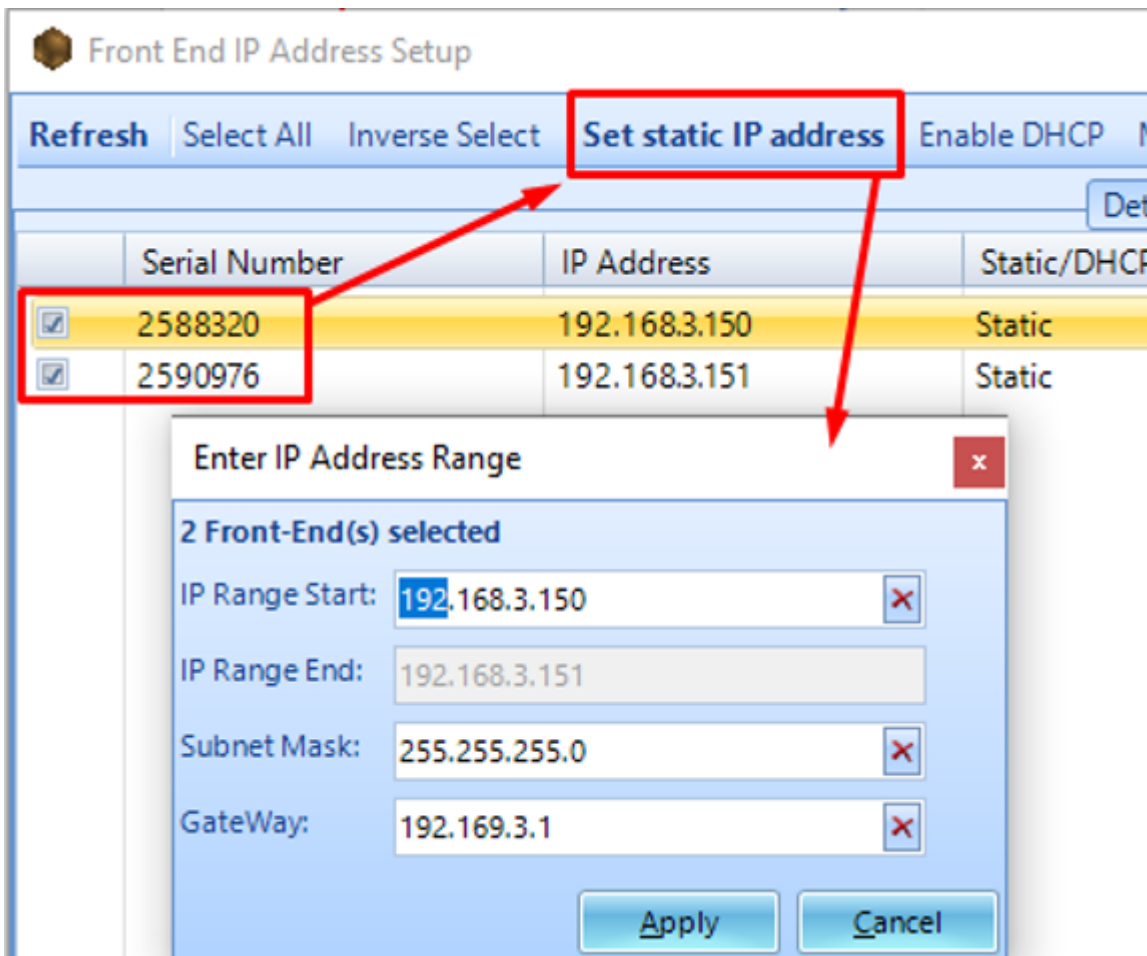 Front End IP Address Setup
Refresh Select All Inverse Select Set static IP address Enable DHCP
Det
Serial Number IP Address Static/DHCP
2588320 192.168.3.150 Static
2590976 192.168.3.151 Static
Enter IP Address Range
x
2 Front-End(s) selected
IP Range Start: 192.168.3.150
IP Range End: 192.168.3.151
Subnet Mask: 255.255.255.0
GateWay: 192.169.3.1
Apply Cancel